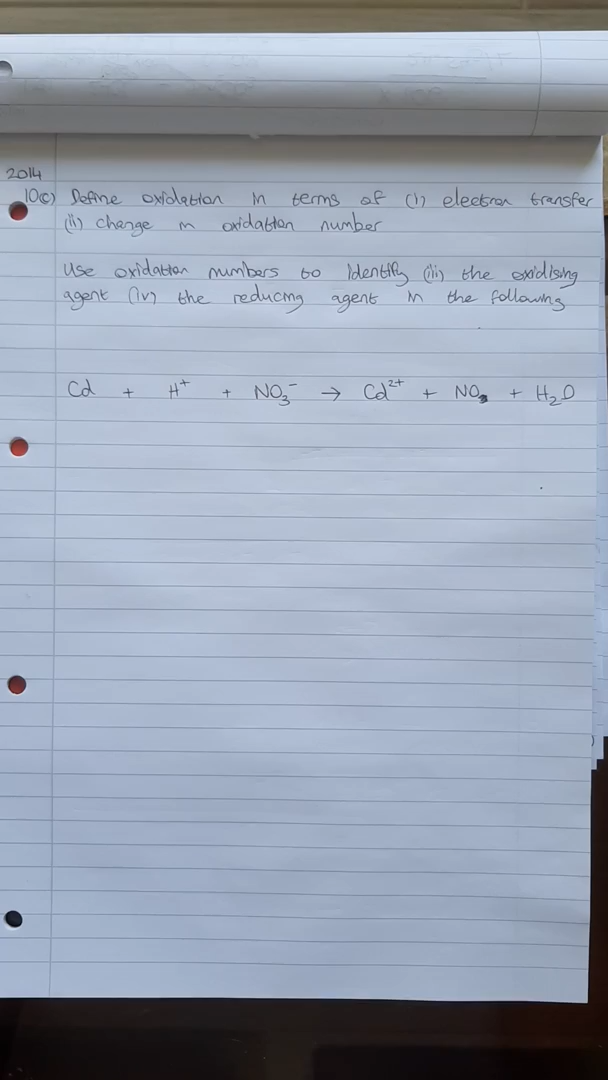 2014
10(c) Define oxidation in terms of (i) electron transfer
(ii) change in oxidation number
Use oxidation numbers to identify (iii) the oxidising
agent (iv) the reducing agent in the following
Cd + H⁺ + NO₃⁻ → Cd²⁺ + NO + H₂O